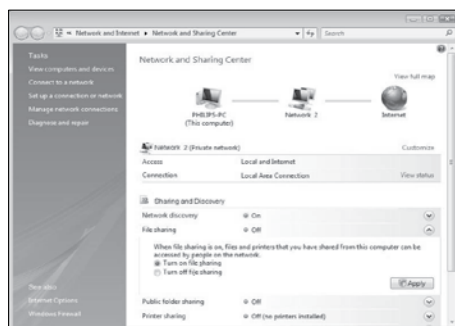 Network and Internet ▸ Network and Sharing Center
Search
Tasks
View computers and devices
Connect to a network
Set up a connection or network
Manage network connections
Diagnose and repair
Network and Sharing Center
View full map
PHILIPS-PC
(This computer)
Network 2
Internet
Network 2 (Private network)
Customize
Access Local and Internet
Connection Local Area Connection View status
Sharing and Discovery
Network discovery On
File sharing Off
When file sharing is on, files and printers that you have shared from this computer can be
accessed by people on the network.
Turn on file sharing
Turn off file sharing
Apply
Public folder sharing Off
Printer sharing Off (no printers installed)
See also
Internet Options
Windows Firewall